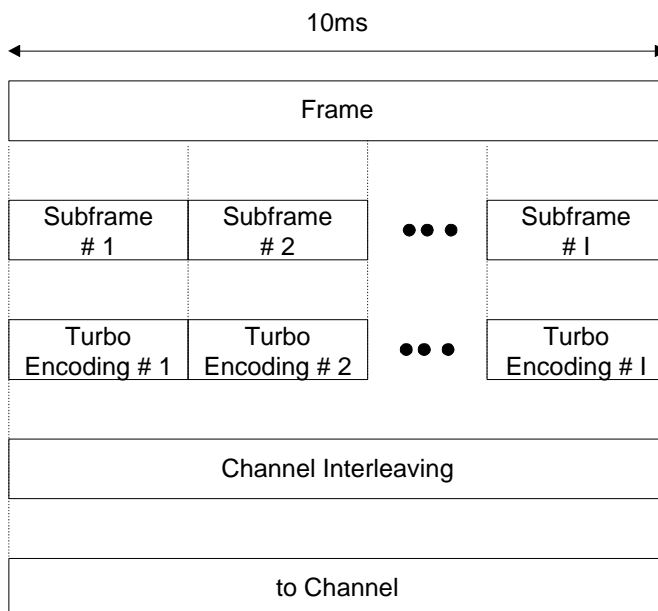 10ms
Frame
Subframe
# 1
Subframe
# 2
Subframe
# I
Turbo
Encoding # 1
Turbo
Encoding # 2
Turbo
Encoding # I
Channel Interleaving
to Channel